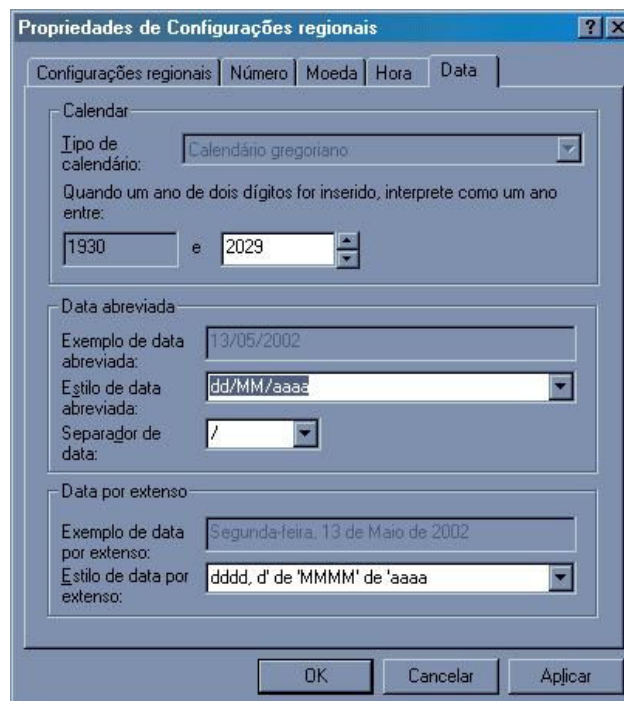 Propriedades de Configurações regionais
Configurações regionais Número Moeda Hora Data
Calendar
Tipo de
calendário:
Calendário gregoriano
Quando um ano de dois dígitos for inserido, interprete como um ano
entre:
1930 e 2029
Data abreviada
Exemplo de data
abreviada:
13/05/2002
Estilo de data
abreviada:
dd/MM/aaaa
Separador de
data:
/
Data por extenso
Exemplo de data
por extenso:
Segunda-feira, 13 de Maio de 2002
Estilo de data por
extenso:
dddd, d' de 'MMMM' de 'aaaa
OK Cancelar Aplicar